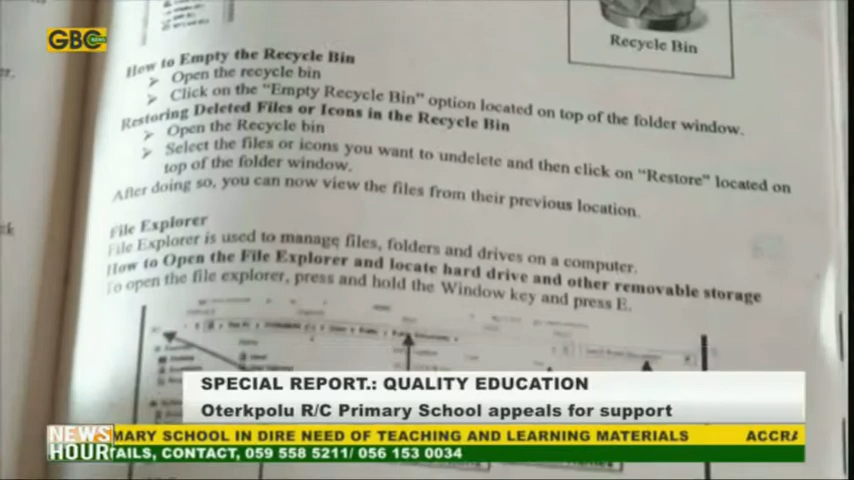 GBC NEWS
Recycle Bin
How to Empty the Recycle Bin
➢ Open the recycle bin
➢ Click on the "Empty Recycle Bin" option located on top of the folder window.
Restoring Deleted Files or Icons in the Recycle Bin
➢ Open the Recycle bin
➢ Select the files or icons you want to undelete and then click on "Restore" located on
top of the folder window.
After doing so, you can now view the files from their previous location.
File Explorer
File Explorer is used to manage files, folders and drives on a computer.
How to Open the File Explorer and locate hard drive and other removable storage
To open the file explorer, press and hold the Window key and press E.
SPECIAL REPORT.: QUALITY EDUCATION
Oterkpolu R/C Primary School appeals for support
NEWS
HOUR
MARY SCHOOL IN DIRE NEED OF TEACHING AND LEARNING MATERIALS ACCRA
TAILS, CONTACT, 059 558 5211/ 056 153 0034